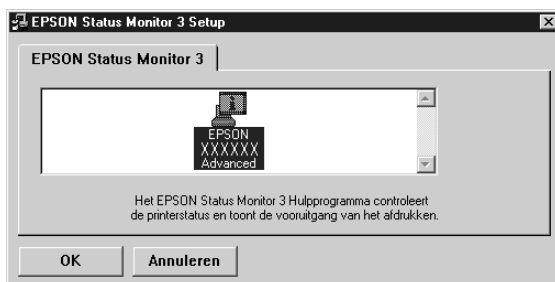 EPSON Status Monitor 3 Setup
EPSON Status Monitor 3
EPSON
XXXXXX
Advanced
Het EPSON Status Monitor 3 Hulpprogramma controleert
de printerstatus en toont de vooruitgang van het afdrukken.
OK
Annuleren